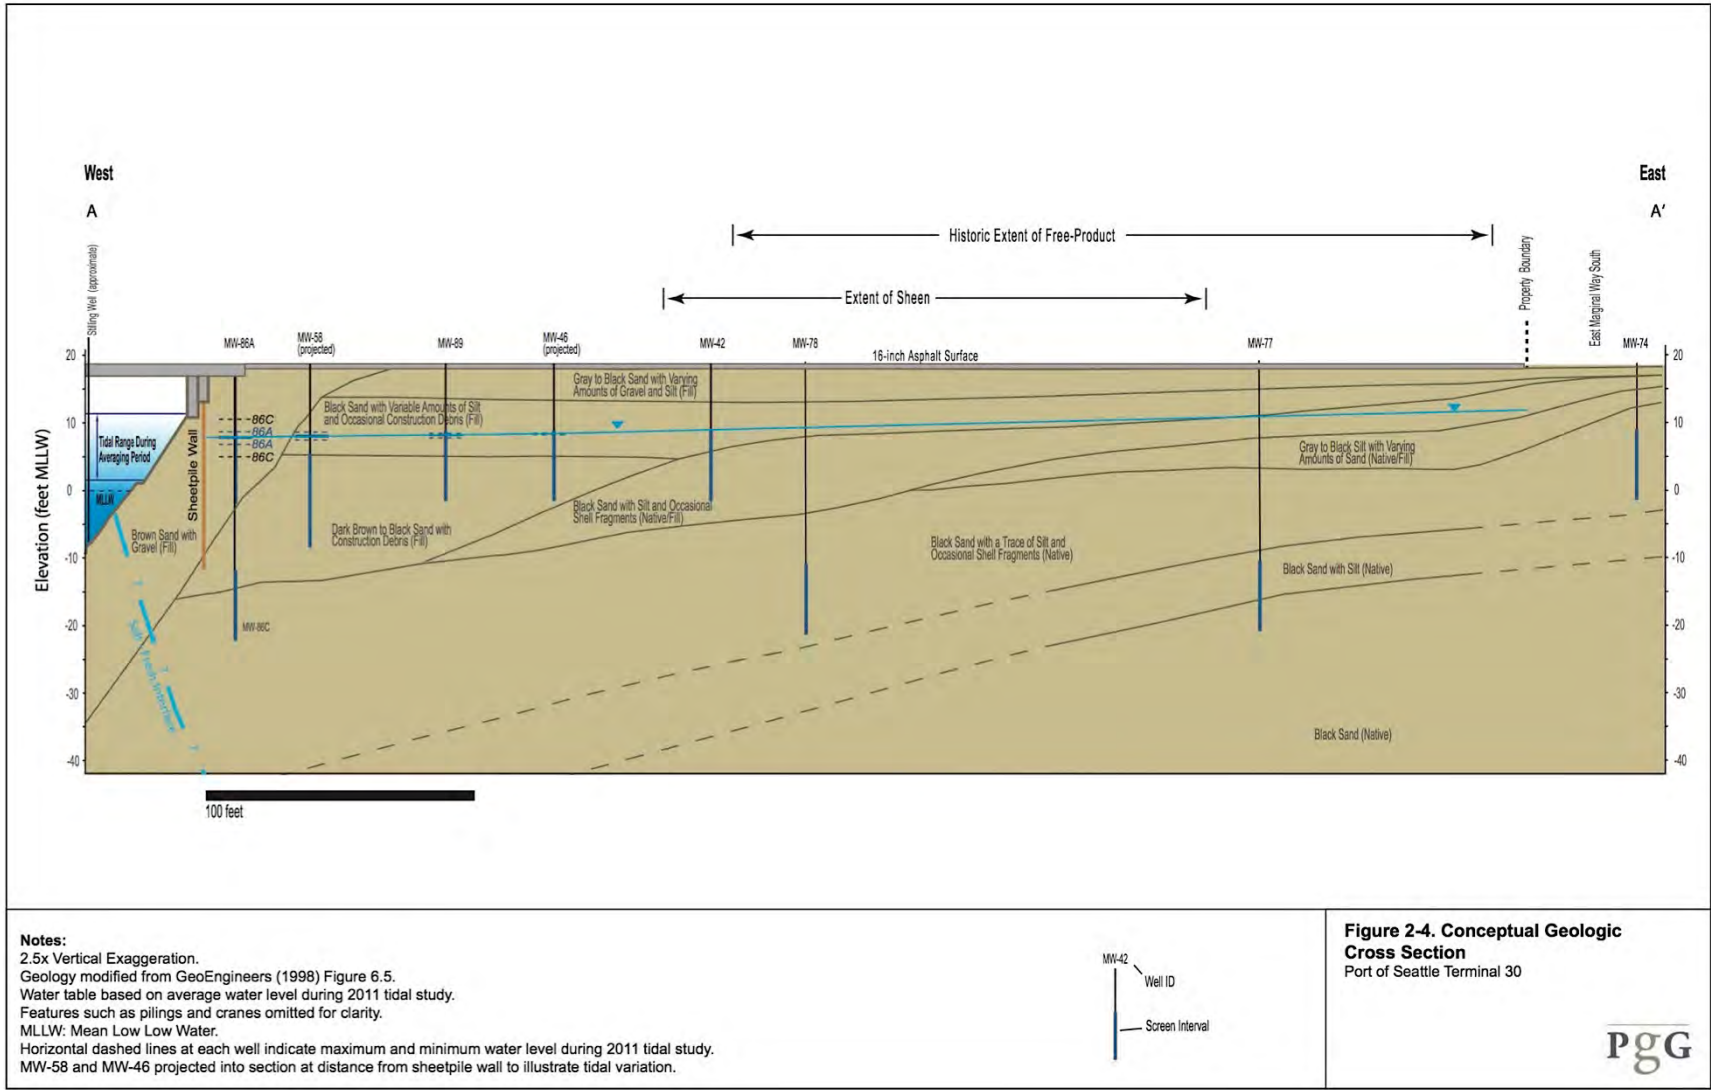 West
East
A
A'
Stilling Well (approximate)
Historic Extent of Free-Product
Property Boundary
East Marginal Way South
Extent of Sheen
MW-86A
MW-58
(projected)
MW-89
MW-46
(projected)
MW-42
MW-78
16-inch Asphalt Surface
MW-77
MW-74
Elevation (feet MLLW)
20
10
0
-10
-20
-30
-40
20
10
0
-10
-20
-30
-40
Gray to Black Sand with Varying
Amounts of Gravel and Silt (Fill)
Black Sand with Variable Amounts of Silt
and Occasional Construction Debris (Fill)
86C
86A
86A
86C
Tidal Range During
Averaging Period
MLLW
Sheetpile Wall
Gray to Black Silt with Varying
Amounts of Sand (Native/Fill)
Brown Sand with
Gravel (Fill)
Dark Brown to Black Sand with
Construction Debris (Fill)
Black Sand with Silt and Occasional
Shell Fragments (Native/Fill)
Black Sand with a Trace of Silt and
Occasional Shell Fragments (Native)
Black Sand with Silt (Native)
MW-86C
?
Salt
?
Fresh Interface
?
Black Sand (Native)
100 feet
Notes:
2.5x Vertical Exaggeration.
Geology modified from GeoEngineers (1998) Figure 6.5.
Water table based on average water level during 2011 tidal study.
Features such as pilings and cranes omitted for clarity.
MLLW: Mean Low Low Water.
Horizontal dashed lines at each well indicate maximum and minimum water level during 2011 tidal study.
MW-58 and MW-46 projected into section at distance from sheetpile wall to illustrate tidal variation.
MW-42
Well ID
Screen Interval
Figure 2-4. Conceptual Geologic
Cross Section
Port of Seattle Terminal 30
PgG